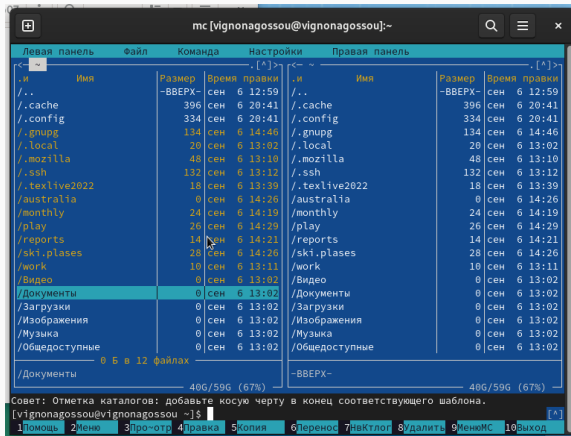 mc [vignonagossou@vignonagossou]:~
Левая панель Файл Команда Настройки Правая панель
<─ ~ .[^]> <─ ~ .[^]>
.и Имя Размер Время правки .и Имя Размер Время правки
/.. -ВВЕРХ- сен 6 12:59 /.. -ВВЕРХ- сен 6 12:59
/.cache 396 сен 6 20:41 /.cache 396 сен 6 20:41
/.config 334 сен 6 20:41 /.config 334 сен 6 20:41
/.gnupg 134 сен 6 14:46 /.gnupg 134 сен 6 14:46
/.local 20 сен 6 13:02 /.local 20 сен 6 13:02
/.mozilla 48 сен 6 13:10 /.mozilla 48 сен 6 13:10
/.ssh 132 сен 6 13:12 /.ssh 132 сен 6 13:12
/.texlive2022 18 сен 6 13:39 /.texlive2022 18 сен 6 13:39
/australia 0 сен 6 14:26 /australia 0 сен 6 14:26
/monthly 24 сен 6 14:19 /monthly 24 сен 6 14:19
/play 26 сен 6 14:29 /play 26 сен 6 14:29
/reports 14 сен 6 14:21 /reports 14 сен 6 14:21
/ski.plases 28 сен 6 14:26 /ski.plases 28 сен 6 14:26
/work 10 сен 6 13:11 /work 10 сен 6 13:11
/Видео 0 сен 6 13:02 /Видео 0 сен 6 13:02
/Документы 0 сен 6 13:02 /Документы 0 сен 6 13:02
/Загрузки 0 сен 6 13:02 /Загрузки 0 сен 6 13:02
/Изображения 0 сен 6 13:02 /Изображения 0 сен 6 13:02
/Музыка 0 сен 6 13:02 /Музыка 0 сен 6 13:02
/Общедоступные 0 сен 6 13:02 /Общедоступные 0 сен 6 13:02
0 Б в 12 файлах
/Документы -ВВЕРХ-
40G/59G (67%) 40G/59G (67%)
Совет: Отметка каталогов: добавьте косую черту в конец соответствующего шаблона.
[vignonagossou@vignonagossou ~]$ [^]
1Помощь 2Меню 3Про~отр 4Правка 5Копия 6Перенос 7НвКтлог 8Удалить 9МенюМС 10Выход